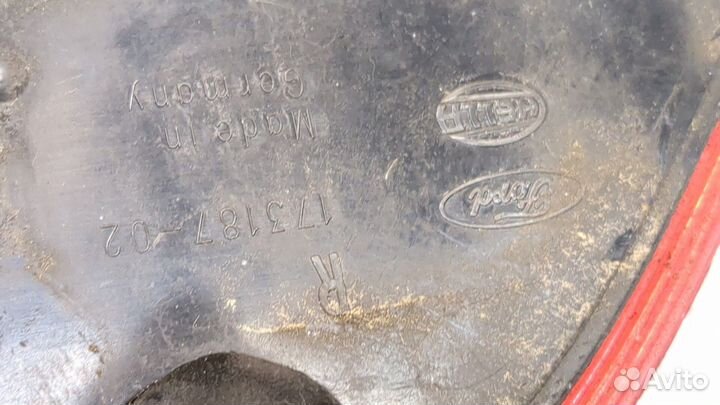 R
173187-02
Ford
Made in
Germany
HELLA
Avito